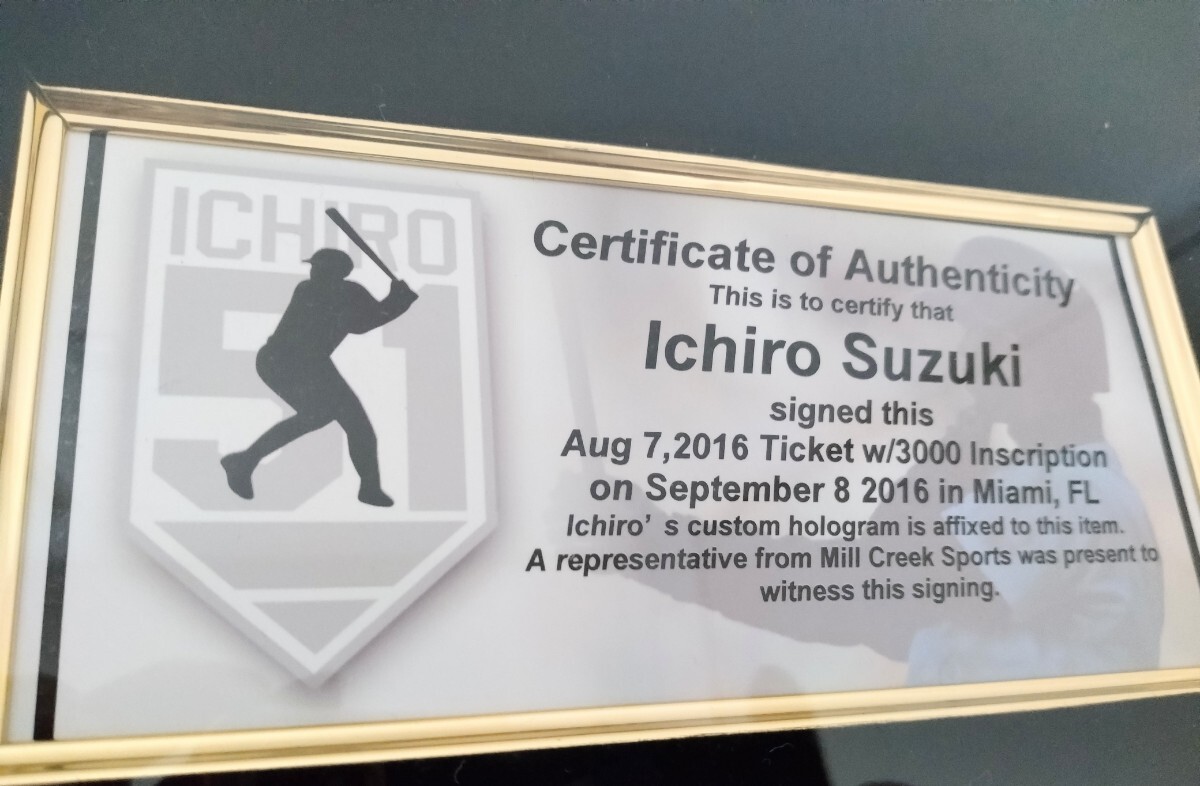 ICHIRO
51
Certificate of Authenticity
This is to certify that
Ichiro Suzuki
signed this
Aug 7,2016 Ticket w/3000 Inscription
on September 8 2016 in Miami, FL
Ichiro’ s custom hologram is affixed to this item.
A representative from Mill Creek Sports was present to
witness this signing.